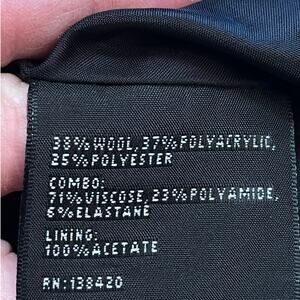 38% WOOL, 37% POLYACRYLIC,
25% POLYESTER
COMBO:
71% VISCOSE, 23% POLYAMIDE,
6% ELASTANE
LINING:
100% ACETATE
RN: 138420